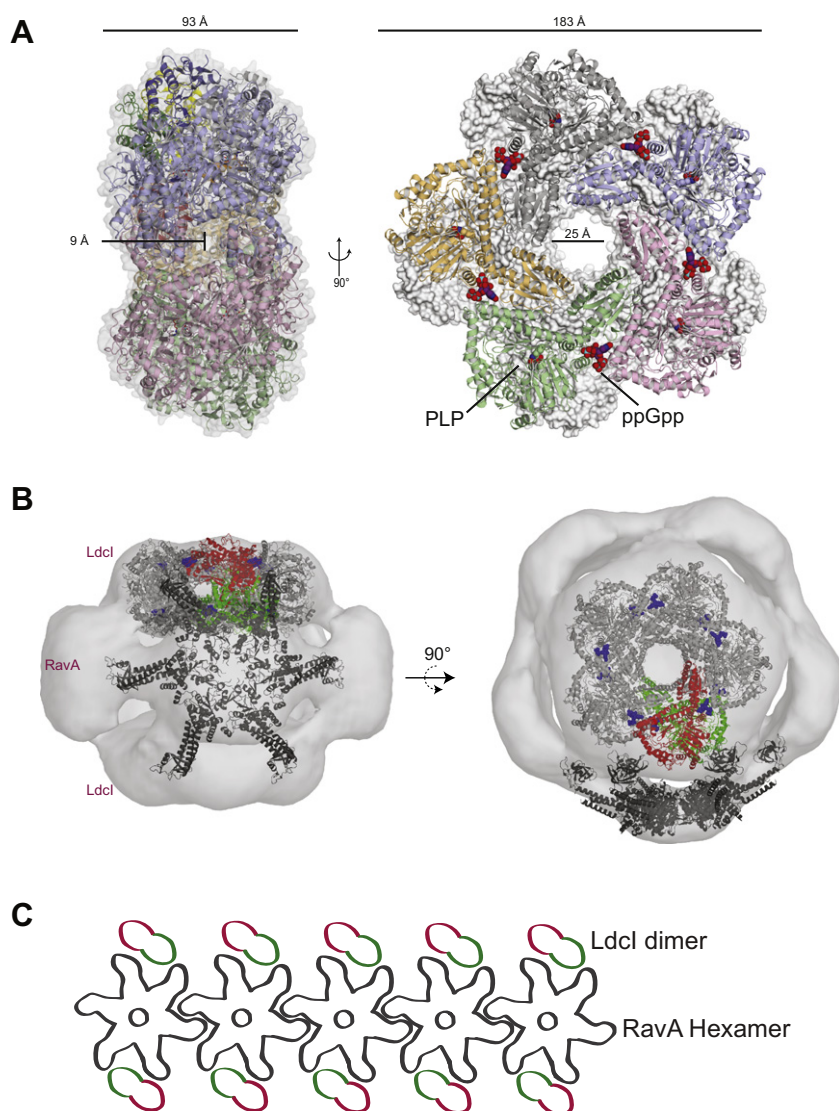 A
93 Å
183 Å
9 Å
90°
25 Å
PLP
ppGpp
B
LdcI
RavA
LdcI
90°
C
LdcI dimer
RavA Hexamer